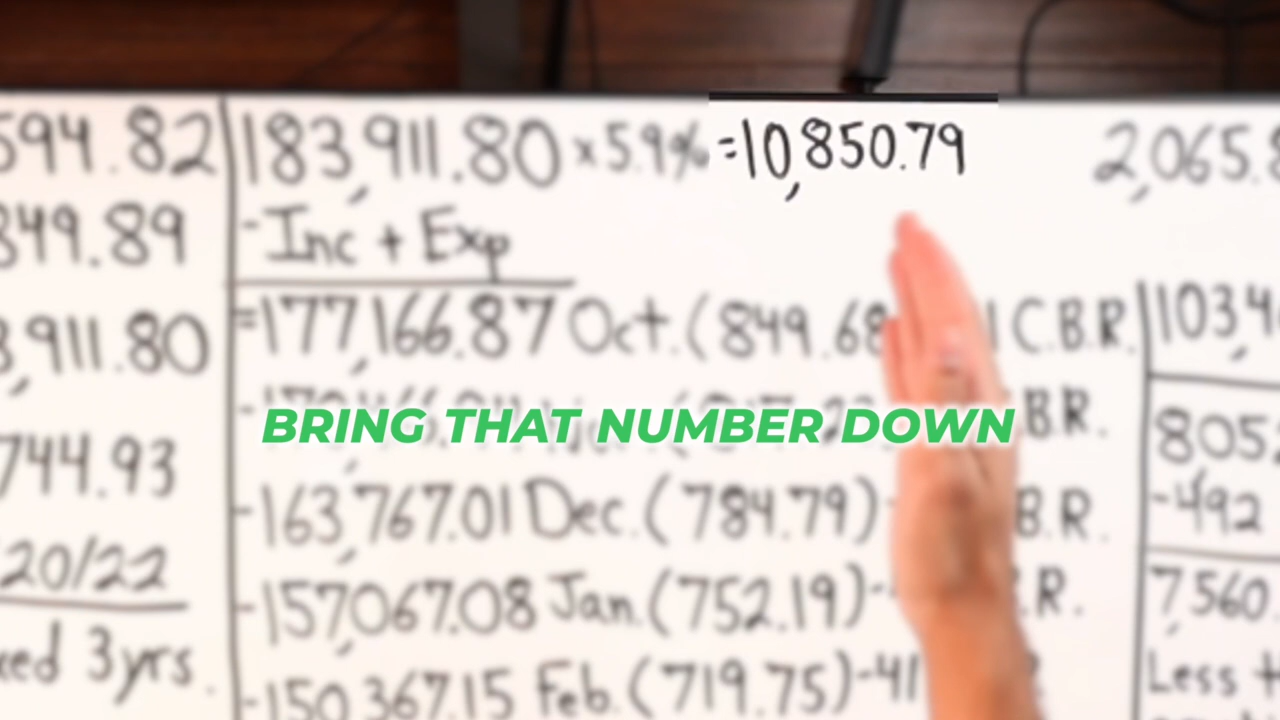 594.82 183,911.80 x 5.9% =10,850.79 2,065.8
849.89 - Inc + Exp
3,911.80 =177,166.87 Oct. (849.68 C.B.R. 103,4
BRING THAT NUMBER DOWN
B.R. 805
744.93 -163,767.01 Dec. (784.79)- B.R. -492
20/22 -157,067.08 Jan. (752.19)- .R. 7,560.
3 yrs. -150,367.15 Feb. (719.75)-41 Less